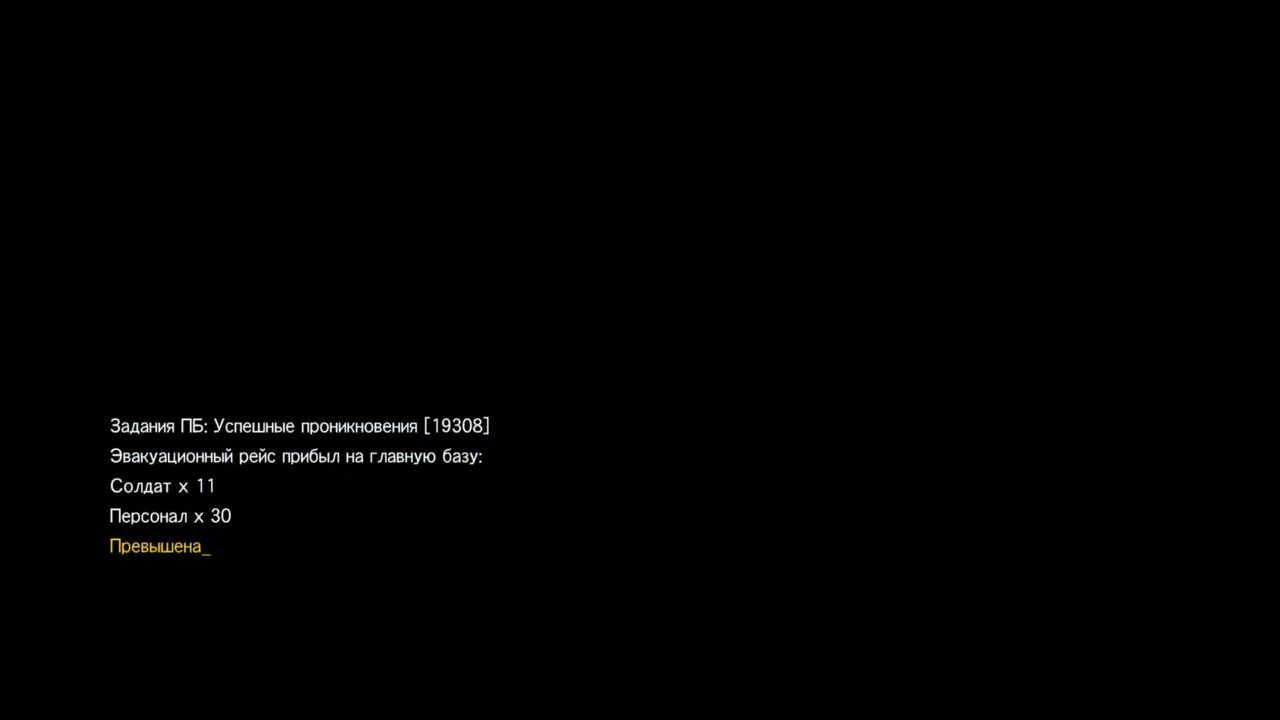 Задания ПБ: Успешные проникновения [19308]
Эвакуационный рейс прибыл на главную базу:
Солдат x 11
Персонал x 30
Превышена_